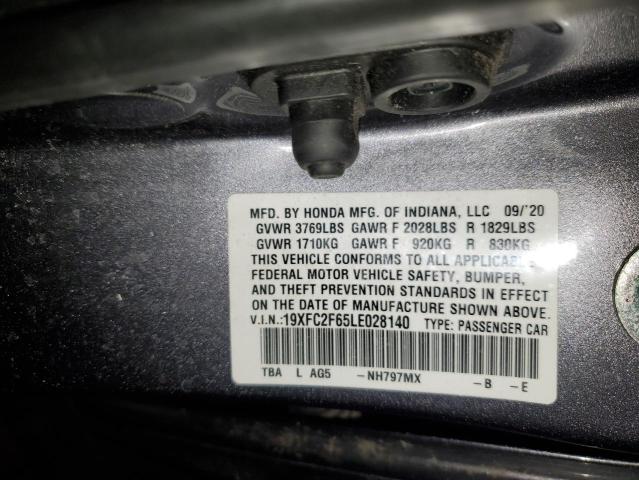 MFD. BY HONDA MFG. OF INDIANA, LLC 09/'20
GVWR 3769LBS GAWR F 2028LBS R 1829LBS
GVWR 1710KG GAWR F 920KG R 830KG
THIS VEHICLE CONFORMS TO ALL APPLICABLE
FEDERAL MOTOR VEHICLE SAFETY, BUMPER,
AND THEFT PREVENTION STANDARDS IN EFFECT
ON THE DATE OF MANUFACTURE SHOWN ABOVE.
V.I.N.:19XFC2F65LE028140 TYPE: PASSENGER CAR
TBA L AG5 -NH797MX -B -E